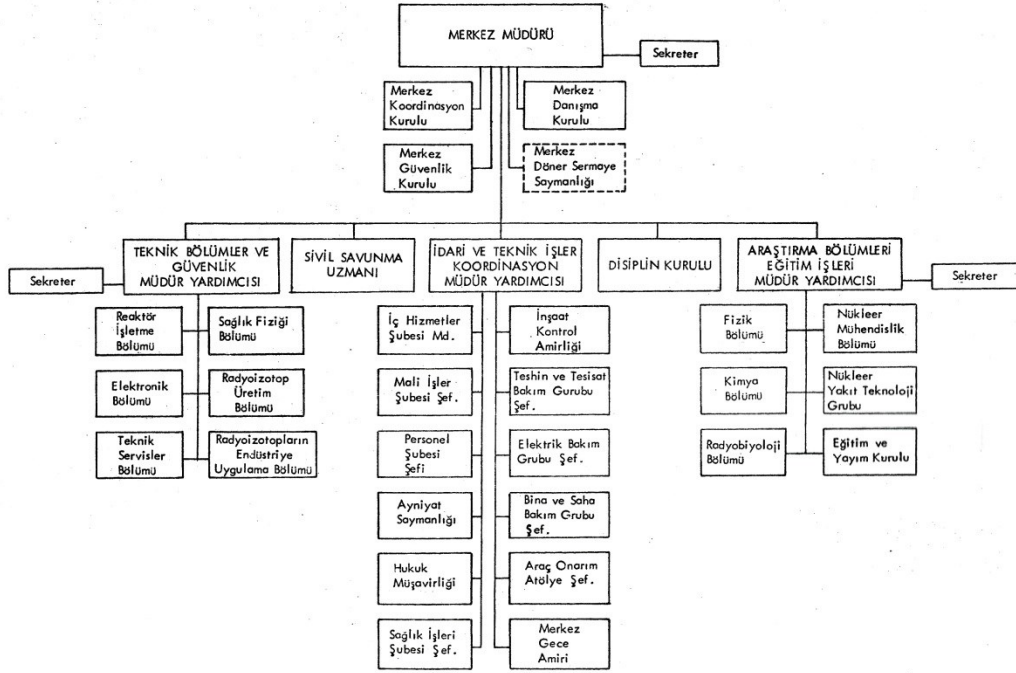 MERKEZ MÜDÜRÜ
Sekreter
Merkez
Koordinasyon
Kurulu
Merkez
Danışma
Kurulu
Merkez
Güvenlik
Kurulu
Merkez
Döner Sermaye
Saymanlığı
TEKNİK BÖLÜMLER VE
GÜVENLİK
MÜDÜR YARDIMCISI
SİVİL SAVUNMA
UZMANI
İDARİ VE TEKNİK İŞLER
KOORDİNASYON
MÜDÜR YARDIMCISI
DİSİPLİN KURULU
ARAŞTIRMA BÖLÜMLERİ
EĞİTİM İŞLERİ
MÜDÜR YARDIMCISI
Sekreter
Sekreter
Reaktör
İşletme
Bölümü
Sağlık Fiziği
Bölümü
Elektronik
Bölümü
Radyoizotop
Üretim
Bölümü
Teknik
Servisler
Bölümü
Radyoizotopların
Endüstriye
Uygulama Bölümü
İç Hizmetler
Şubesi Md.
İnşaat
Kontrol
Amirliği
Mali İşler
Şubesi Şef.
Teshin ve Tesisat
Bakım Gurubu
Şef.
Personel
Şubesi
Şefi
Elektrik Bakım
Grubu Şef.
Ayniyat
Saymanlığı
Bina ve Saha
Bakım Grubu
Şef.
Hukuk
Müşavirliği
Araç Onarım
Atölye Şef.
Sağlık İşleri
Şubesi Şef.
Merkez
Gece
Amiri
Fizik
Bölümü
Nükleer
Mühendislik
Bölümü
Kimya
Bölümü
Nükleer
Yakıt Teknoloji
Grubu
Radyobiyoloji
Bölümü
Eğitim ve
Yayım Kurulu